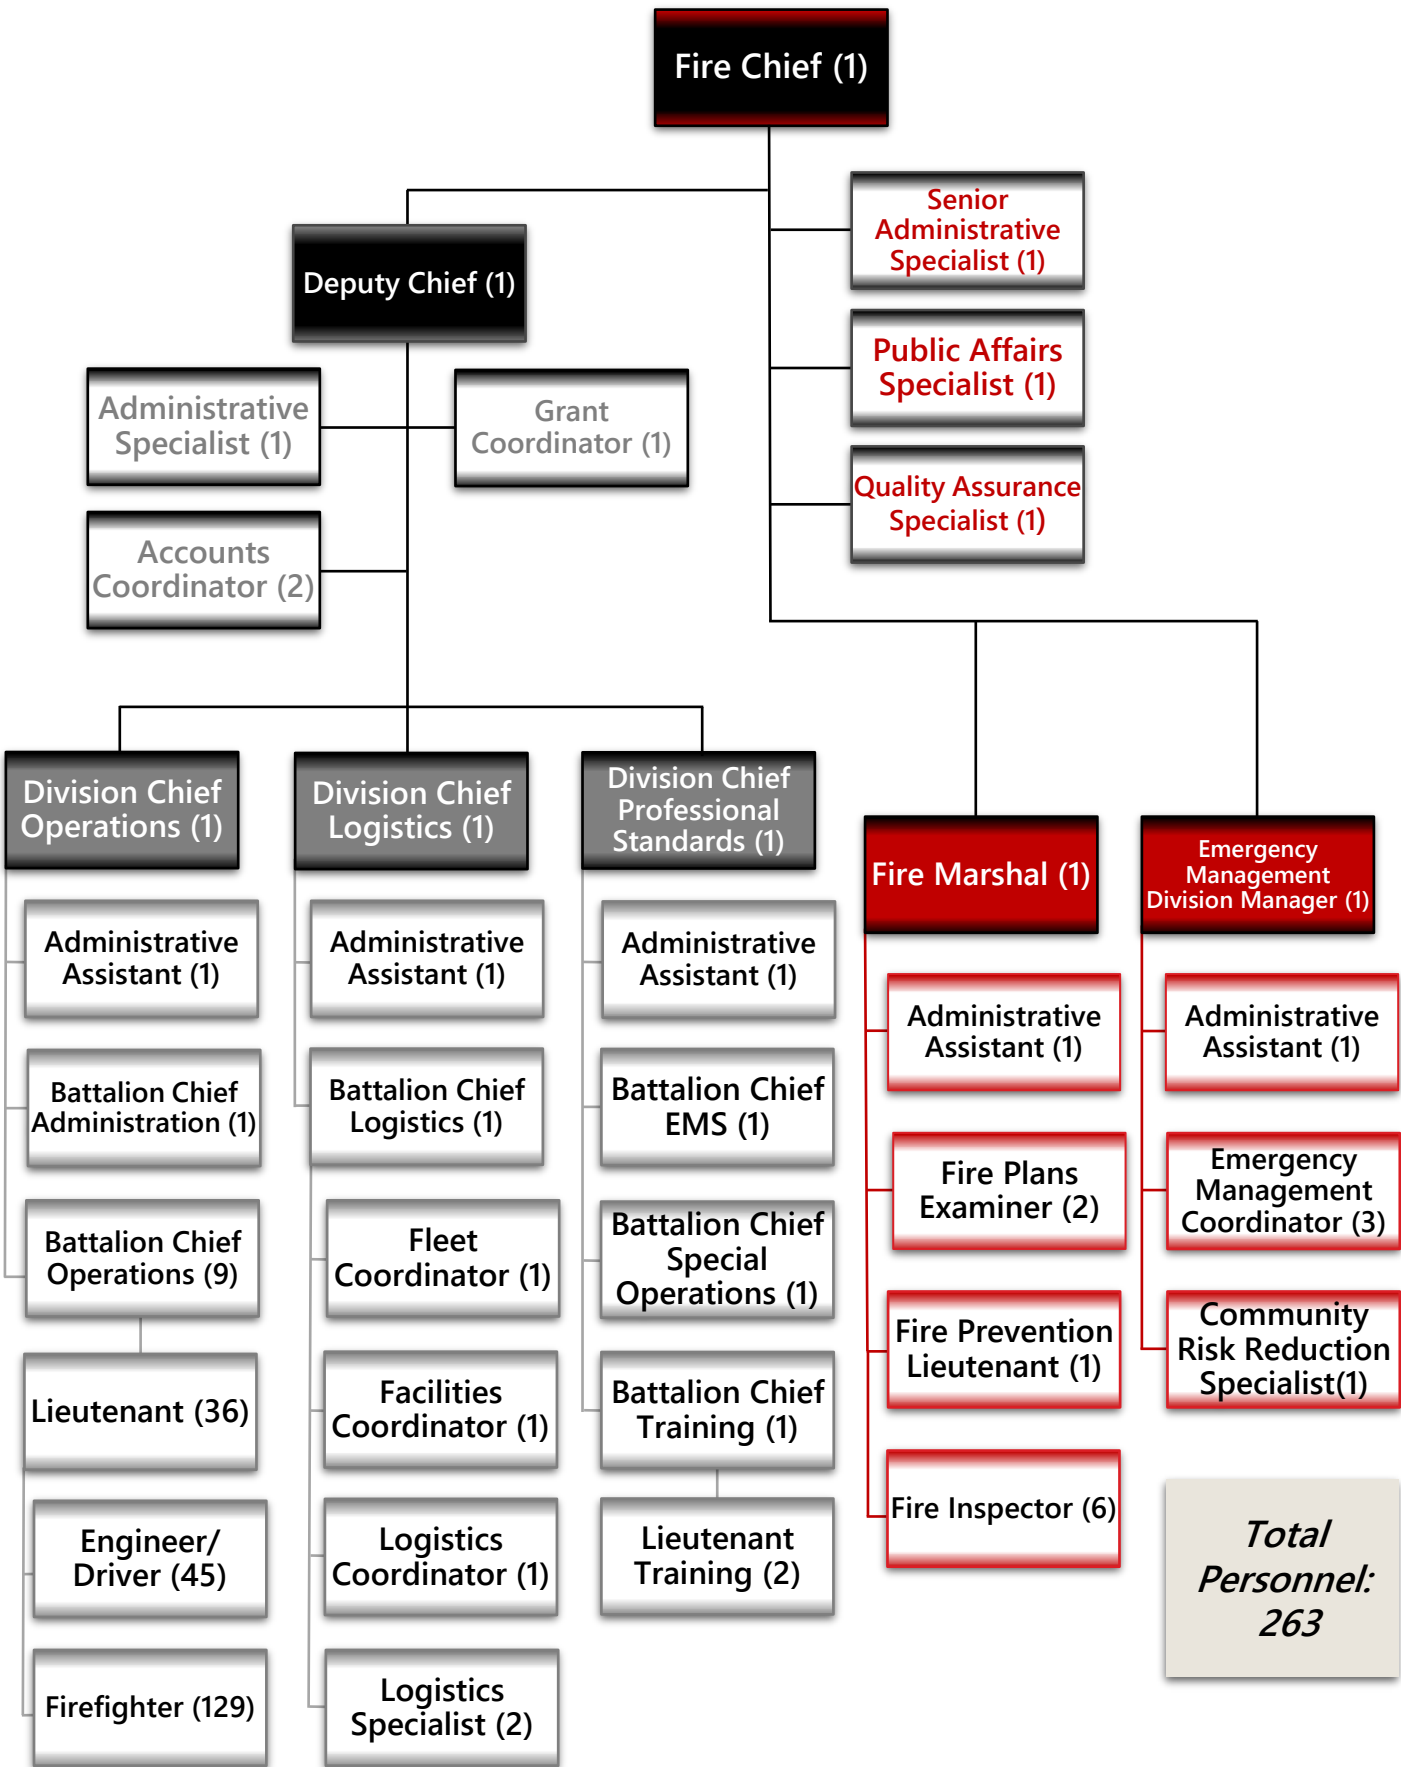 Fire Chief (1)
Senior
Administrative
Specialist (1)
Deputy Chief (1)
Public Affairs
Specialist (1)
Administrative
Specialist (1)
Grant
Coordinator (1)
Quality Assurance
Specialist (1)
Accounts
Coordinator (2)
Division Chief
Operations (1)
Division Chief
Logistics (1)
Division Chief
Professional
Standards (1)
Fire Marshal (1)
Emergency
Management
Division Manager (1)
Administrative
Assistant (1)
Battalion Chief
Administration (1)
Battalion Chief
Operations (9)
Lieutenant (36)
Engineer/
Driver (45)
Firefighter (129)
Administrative
Assistant (1)
Battalion Chief
Logistics (1)
Fleet
Coordinator (1)
Facilities
Coordinator (1)
Logistics
Coordinator (1)
Logistics
Specialist (2)
Administrative
Assistant (1)
Battalion Chief
EMS (1)
Battalion Chief
Special
Operations (1)
Battalion Chief
Training (1)
Lieutenant
Training (2)
Administrative
Assistant (1)
Fire Plans
Examiner (2)
Fire Prevention
Lieutenant (1)
Fire Inspector (6)
Administrative
Assistant (1)
Emergency
Management
Coordinator (3)
Community
Risk Reduction
Specialist(1)
Total
Personnel:
263